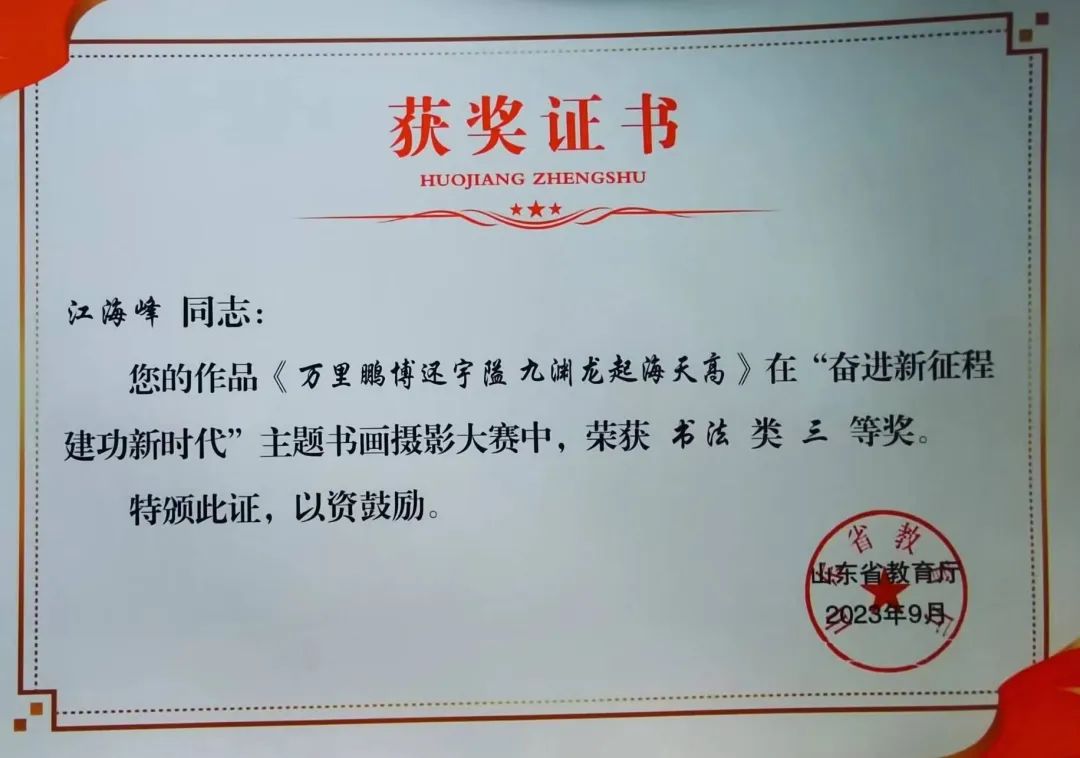 获奖证书
HUOJIANG ZHENGSHU
江海峰 同志：
您的作品《万里鹏博还宇隘 九渊龙起海天高》在“奋进新征程
建功新时代”主题书画摄影大赛中，荣获 书法 类 三 等奖。
特颁此证，以资鼓励。
山东省教育厅
2023年9月